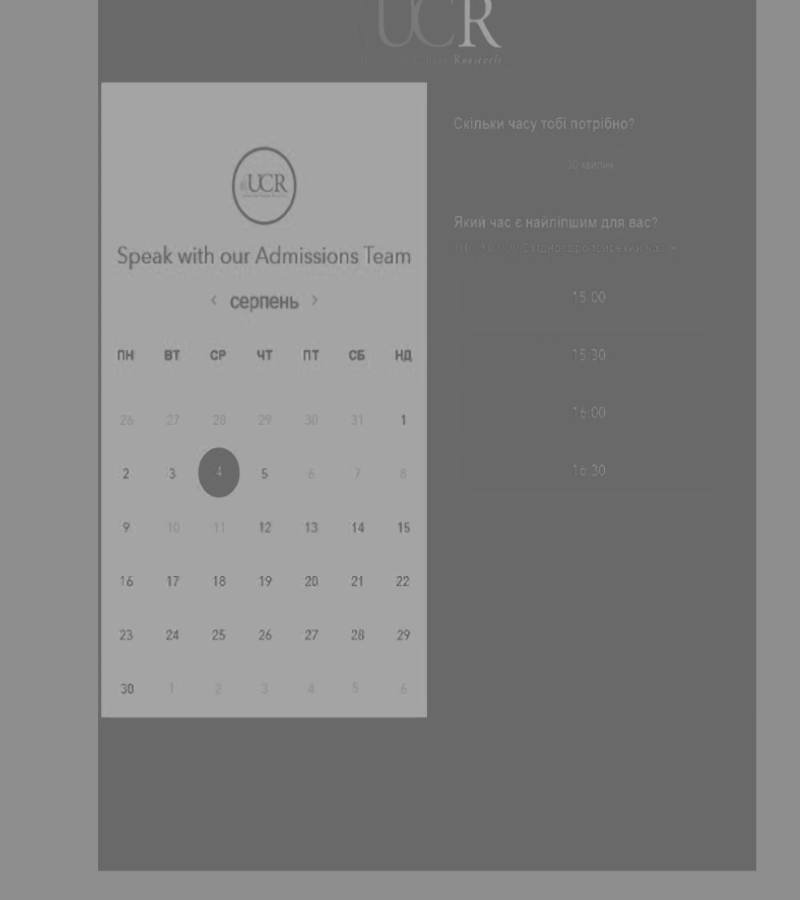 UCR
Roosevelt
UCR
Speak with our Admissions Team
< серпень >
ПН ВТ СР ЧТ ПТ СБ НД
26 27 28 29 30 31 1
2 3 4 5 6 7 8
9 10 11 12 13 14 15
16 17 18 19 20 21 22
23 24 25 26 27 28 29
30 1 2 3 4 5 6
Скільки часу тобі потрібно?
30 хвилин
Який час є найліпшим для вас?
15:00
15:30
16:00
16:30